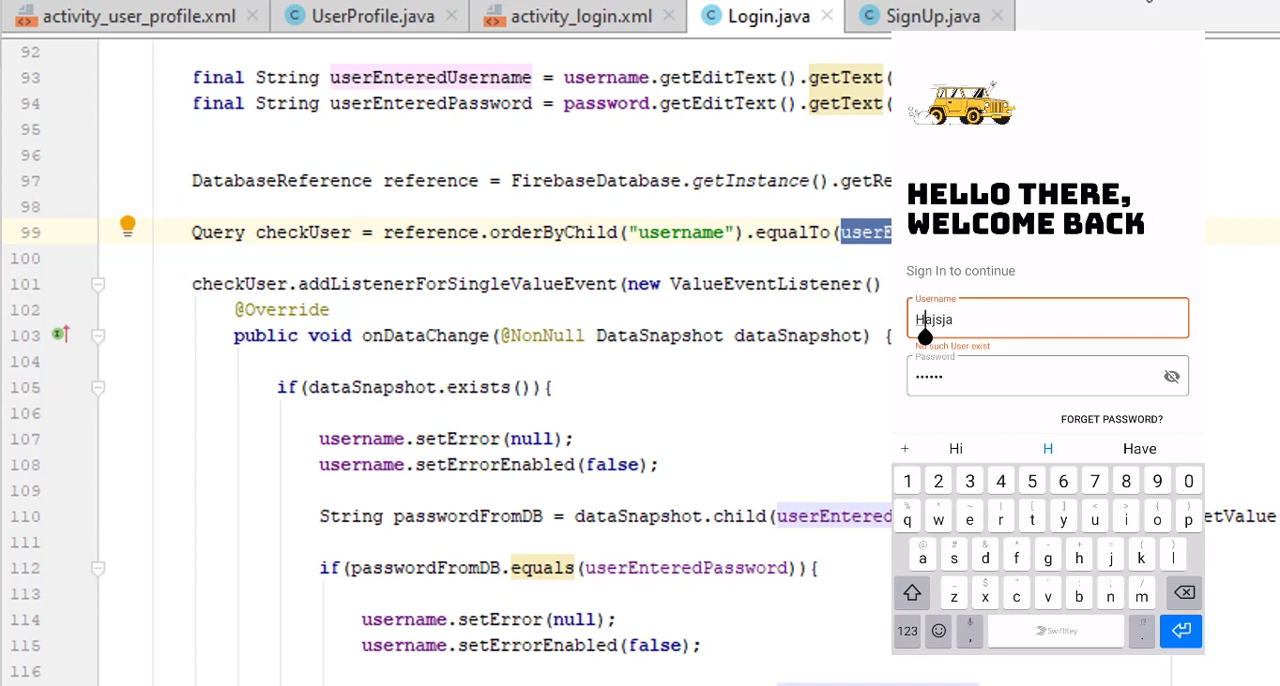 activity_user_profile.xml UserProfile.java activity_login.xml Login.java SignUp.java
92
93 final String userEnteredUsername = username.getEditText().getText(
94 final String userEnteredPassword = password.getEditText().getText(
95
96
97 DatabaseReference reference = FirebaseDatabase.getInstance().getRe
98
99 Query checkUser = reference.orderByChild("username").equalTo(userE
100
101 checkUser.addListenerForSingleValueEvent(new ValueEventListener()
102 @Override
103 public void onDataChange(@NonNull DataSnapshot dataSnapshot) {
104
105 if(dataSnapshot.exists()){
106
107 username.setError(null);
108 username.setErrorEnabled(false);
109
110 String passwordFromDB = dataSnapshot.child(userEntered etValue
111
112 if(passwordFromDB.equals(userEnteredPassword)){
113
114 username.setError(null);
115 username.setErrorEnabled(false);
116
HELLO THERE,
WELCOME BACK
Sign In to continue
Username
Hajsja
No such User exist
Password
••••••
FORGET PASSWORD?
+ Hi H Have
1 2 3 4 5 6 7 8 9 0
q w e r t y u i o p
a s d f g h j k l
z x c v b n m
123 , SwiftKey .